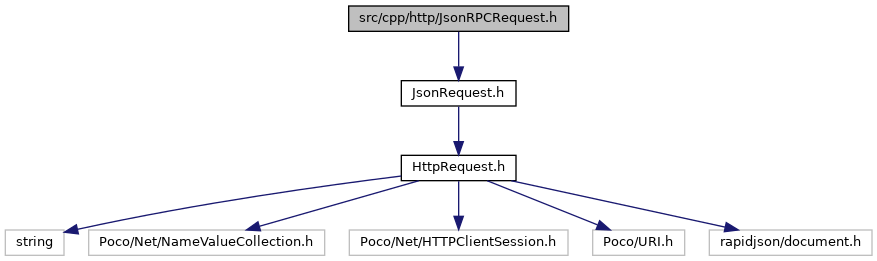 src/cpp/http/JsonRPCRequest.h
JsonRequest.h
HttpRequest.h
string
Poco/Net/NameValueCollection.h
Poco/Net/HTTPClientSession.h
Poco/URI.h
rapidjson/document.h